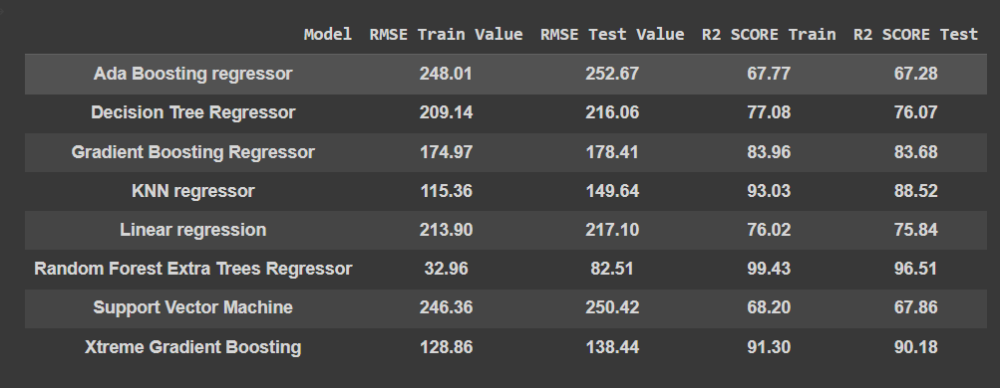 Model RMSE Train Value RMSE Test Value R2 SCORE Train R2 SCORE Test
Ada Boosting regressor 248.01 252.67 67.77 67.28
Decision Tree Regressor 209.14 216.06 77.08 76.07
Gradient Boosting Regressor 174.97 178.41 83.96 83.68
KNN regressor 115.36 149.64 93.03 88.52
Linear regression 213.90 217.10 76.02 75.84
Random Forest Extra Trees Regressor 32.96 82.51 99.43 96.51
Support Vector Machine 246.36 250.42 68.20 67.86
Xtreme Gradient Boosting 128.86 138.44 91.30 90.18